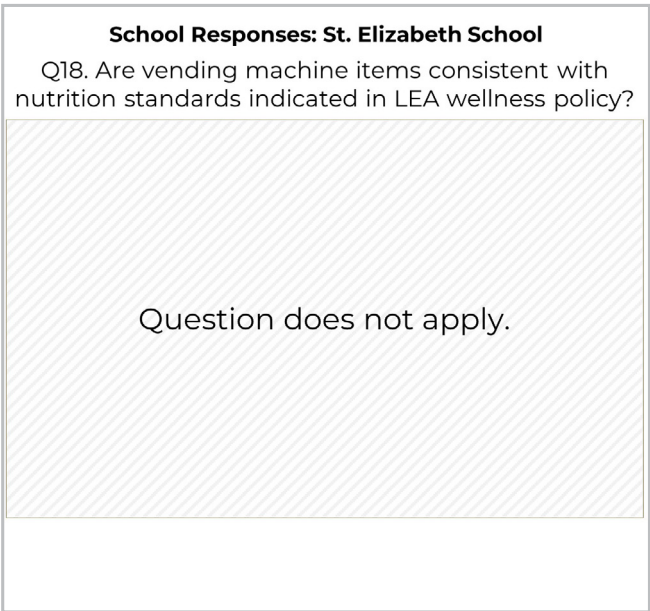 School Responses: St. Elizabeth School
Q18. Are vending machine items consistent with
nutrition standards indicated in LEA wellness policy?
Question does not apply.